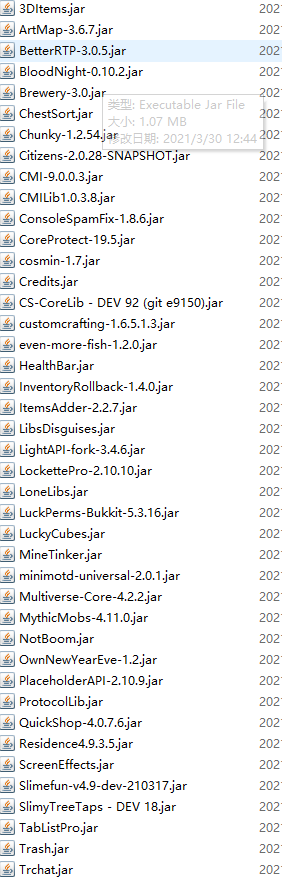 3DItems.jar 2021
ArtMap-3.6.7.jar 2021
BetterRTP-3.0.5.jar 2021
BloodNight-0.10.2.jar 2021
Brewery-3.0.jar 2021
类型: Executable Jar File
ChestSort.jar
大小: 1.07 MB
Chunky-1.2.54.jar
修改日期: 2021/3/30 12:44
Citizens-2.0.28-SNAPSHOT.jar 2021
CMI-9.0.0.3.jar 2021
CMILib1.0.3.8.jar 2021
ConsoleSpamFix-1.8.6.jar 2021
CoreProtect-19.5.jar 2021
cosmin-1.7.jar 2021
Credits.jar 2021
CS-CoreLib - DEV 92 (git e9150).jar 2021
customcrafting-1.6.5.1.3.jar 2021
even-more-fish-1.2.0.jar 2021
HealthBar.jar 2021
InventoryRollback-1.4.0.jar 2021
ItemsAdder-2.2.7.jar 2021
LibsDisguises.jar 2021
LightAPI-fork-3.4.6.jar 2021
LockettePro-2.10.10.jar 2021
LoneLibs.jar 2021
LuckPerms-Bukkit-5.3.16.jar 2021
LuckyCubes.jar 2021
MineTinker.jar 2021
minimotd-universal-2.0.1.jar 2021
Multiverse-Core-4.2.2.jar 2021
MythicMobs-4.11.0.jar 2021
NotBoom.jar 2021
OwnNewYearEve-1.2.jar 2021
PlaceholderAPI-2.10.9.jar 2021
ProtocolLib.jar 2021
QuickShop-4.0.7.6.jar 2021
Residence4.9.3.5.jar 2021
ScreenEffects.jar 2021
Slimefun-v4.9-dev-210317.jar 2021
SlimyTreeTaps - DEV 18.jar 2021
TabListPro.jar 2021
Trash.jar 2021
Trchat.jar 2021